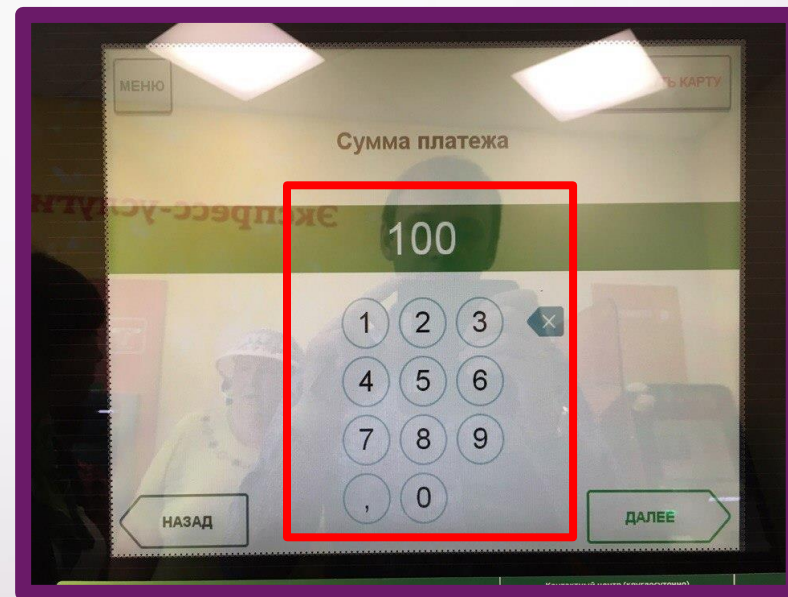 МЕНЮ
КАРТУ
Сумма платежа
Экспресс-услуги
100
1 2 3
4 5 6
7 8 9
, 0
НАЗАД
ДАЛЕЕ